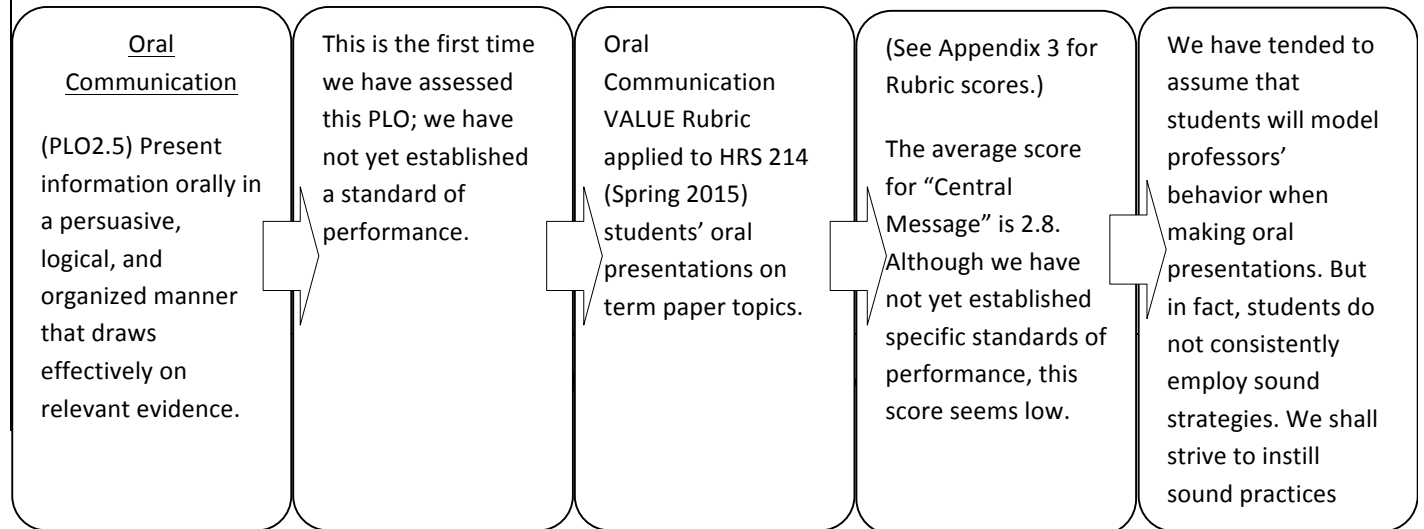 Oral
Communication
(PLO2.5) Present
information orally in
a persuasive,
logical, and
organized manner
that draws
effectively on
relevant evidence.
This is the first time
we have assessed
this PLO; we have
not yet established
a standard of
performance.
Oral
Communication
VALUE Rubric
applied to HRS 214
(Spring 2015)
students’ oral
presentations on
term paper topics.
(See Appendix 3 for
Rubric scores.)
The average score
for “Central
Message” is 2.8.
Although we have
not yet established
specific standards of
performance, this
score seems low.
We have tended to
assume that
students will model
professors’
behavior when
making oral
presentations. But
in fact, students do
not consistently
employ sound
strategies. We shall
strive to instill
sound practices